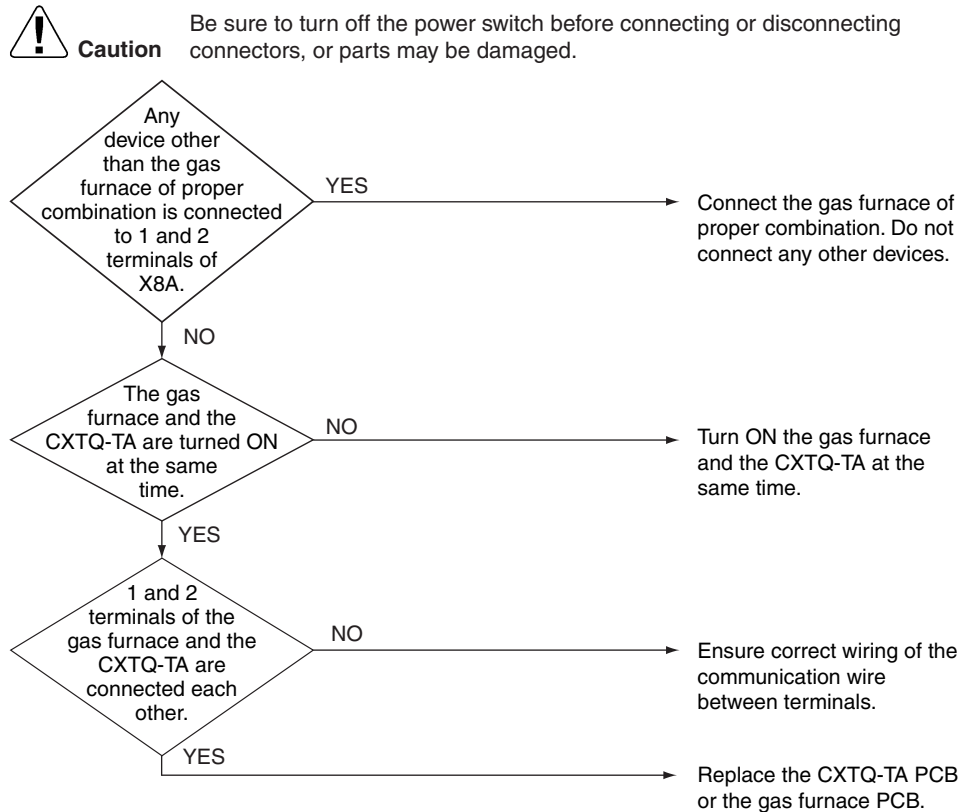 Be sure to turn off the power switch before connecting or disconnecting
Caution connectors, or parts may be damaged.
Any
device other
than the gas
furnace of proper
combination is connected
to 1 and 2
terminals of
X8A.
YES
Connect the gas furnace of
proper combination. Do not
connect any other devices.
NO
The gas
furnace and the
CXTQ-TA are turned ON
at the same
time.
NO
Turn ON the gas furnace
and the CXTQ-TA at the
same time.
YES
1 and 2
terminals of the
gas furnace and the
CXTQ-TA are
connected each
other.
NO
Ensure correct wiring of the
communication wire
between terminals.
YES
Replace the CXTQ-TA PCB
or the gas furnace PCB.